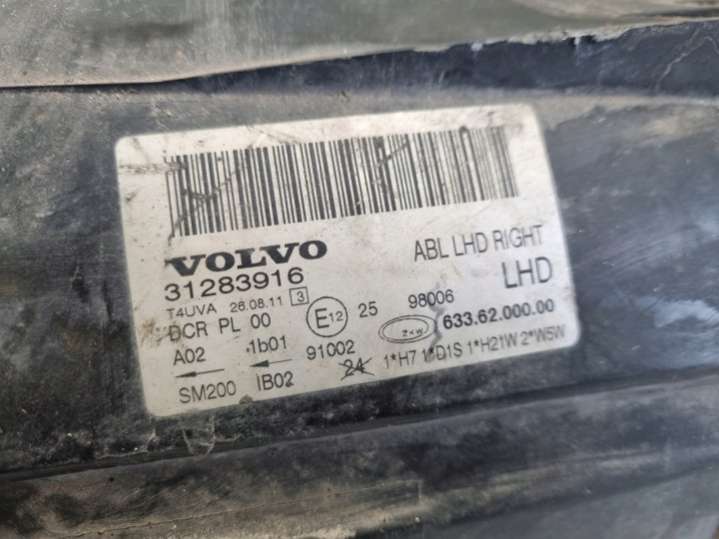 VOLVO
ABL LHD RIGHT
31283916
LHD
T4UVA 26.08.11 3
DCR PL 00
E12
25
98006
ZKW
633.62.000.00
A02
1b01
91002
24
1*H7 1*D1S 1*H21W 2*W5W
SM200
IB02